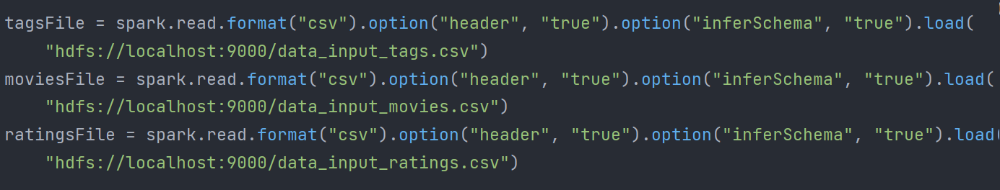 tagsFile = spark.read.format("csv").option("header", "true").option("inferSchema", "true").load(
    "hdfs://localhost:9000/data_input_tags.csv")
moviesFile = spark.read.format("csv").option("header", "true").option("inferSchema", "true").load(
    "hdfs://localhost:9000/data_input_movies.csv")
ratingsFile = spark.read.format("csv").option("header", "true").option("inferSchema", "true").load(
    "hdfs://localhost:9000/data_input_ratings.csv")